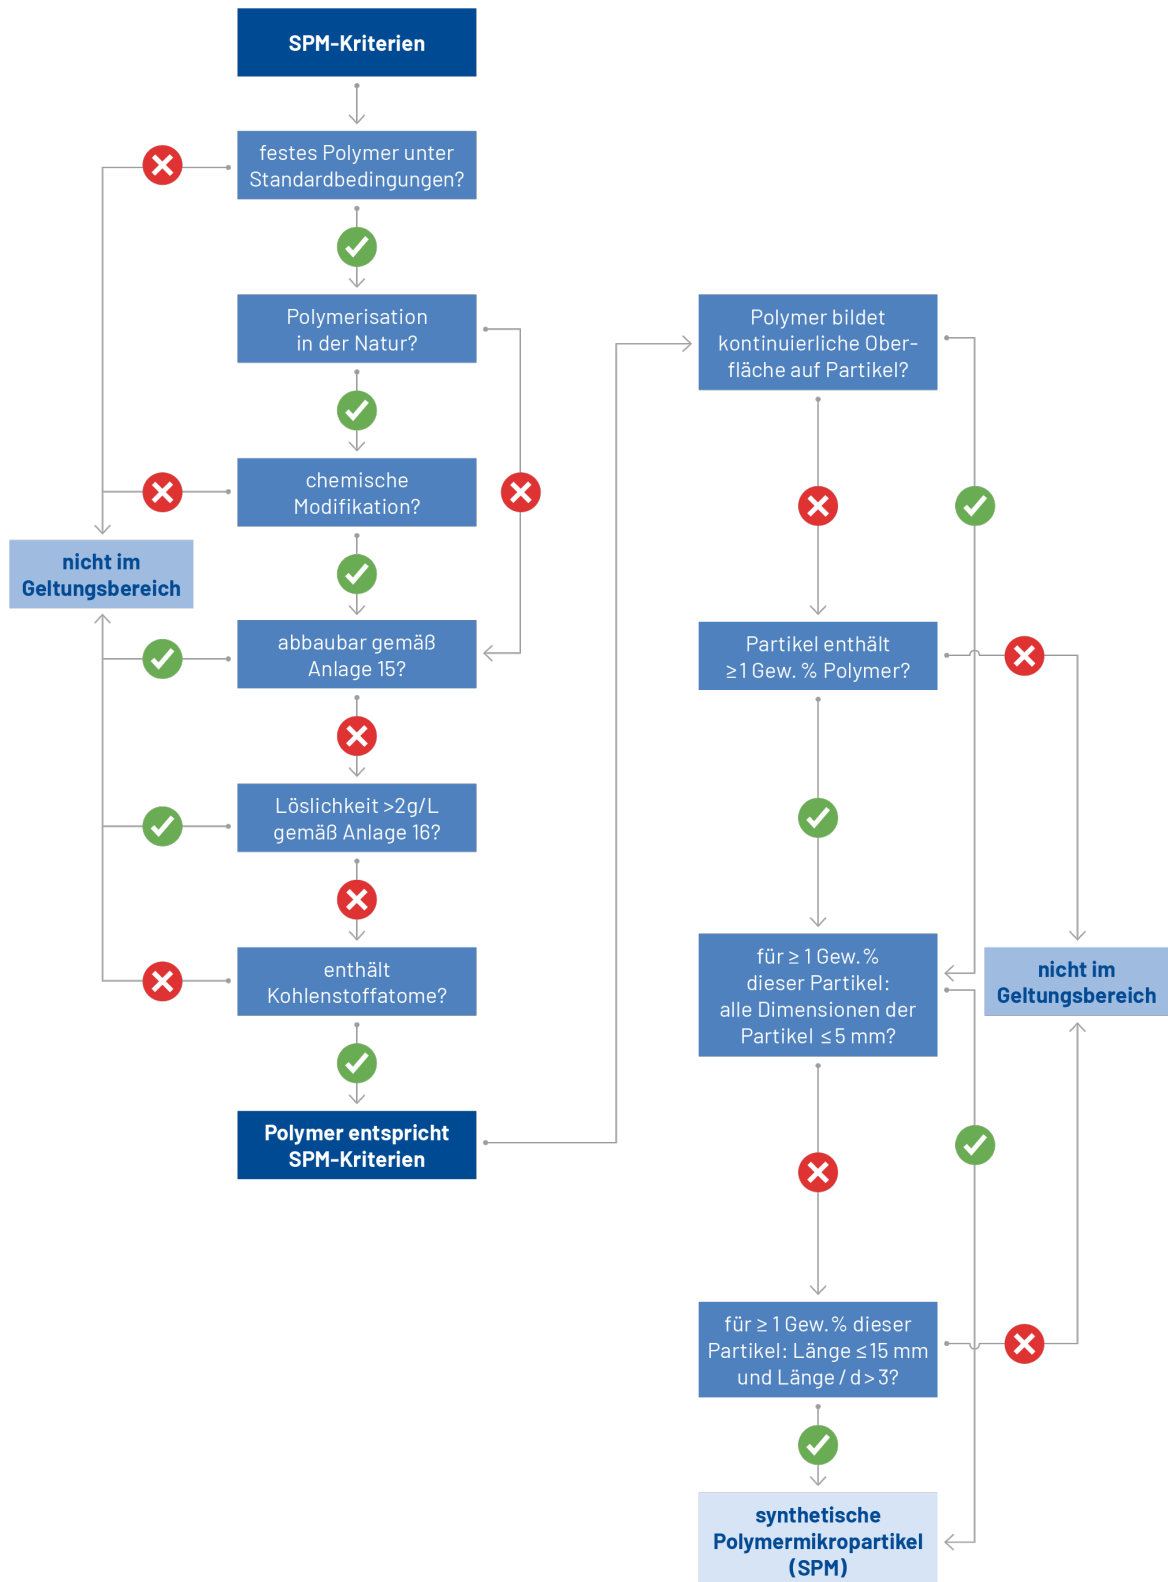 SPM-Kriterien
festes Polymer unter
Standardbedingungen?
Polymerisation
in der Natur?
chemische
Modifikation?
nicht im
Geltungsbereich
abbaubar gemäß
Anlage 15?
Löslichkeit >2g/L
gemäß Anlage 16?
enthält
Kohlenstoffatome?
Polymer entspricht
SPM-Kriterien
Polymer bildet
kontinuierliche Ober-
fläche auf Partikel?
Partikel enthält
≥1 Gew. % Polymer?
für ≥ 1 Gew.%
dieser Partikel:
alle Dimensionen der
Partikel ≤5 mm?
nicht im
Geltungsbereich
für ≥ 1 Gew.% dieser
Partikel: Länge ≤15 mm
und Länge / d>3?
synthetische
Polymermikropartikel
(SPM)